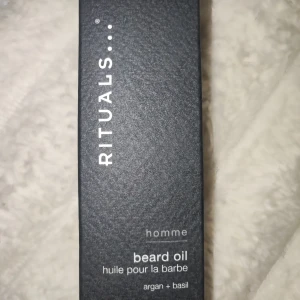 RITUALS...
homme
beard oil
huile pour la barbe
argan + basil